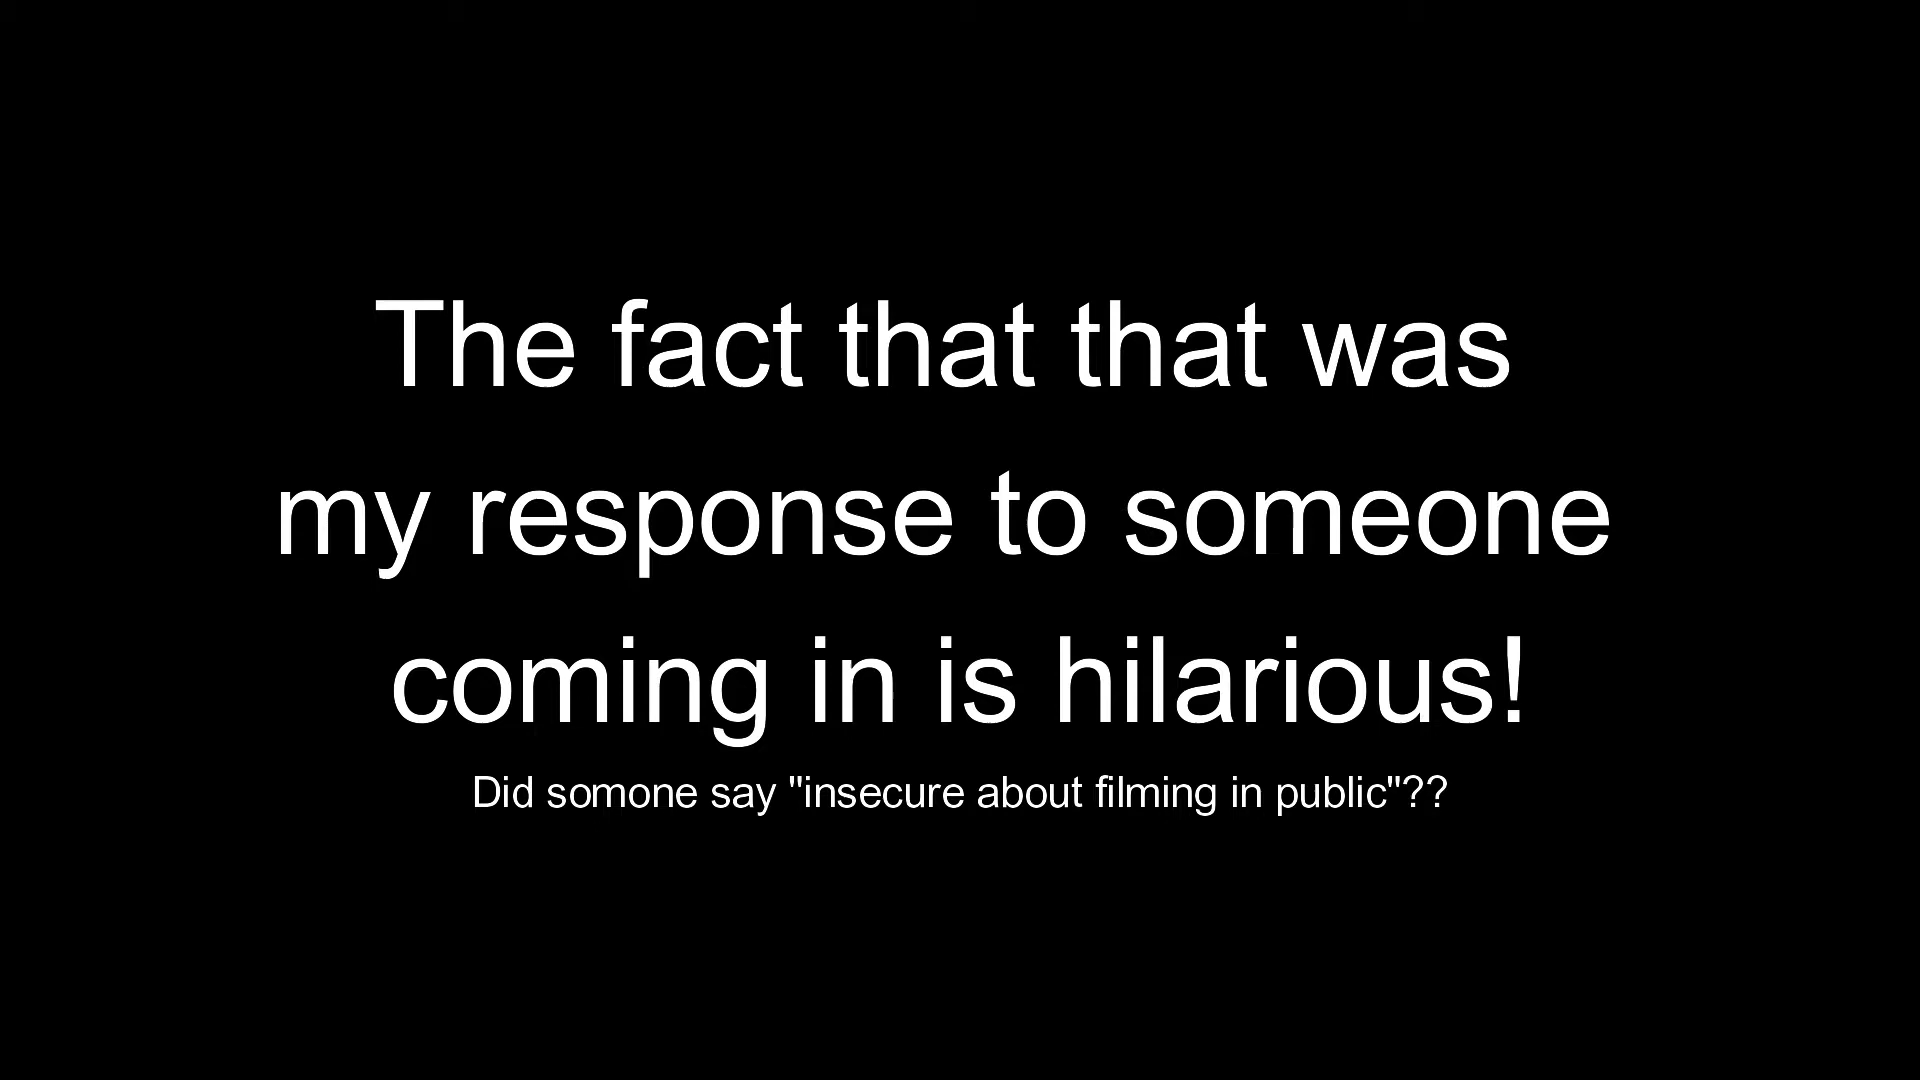 The fact that that was
my response to someone
coming in is hilarious!
Did somone say "insecure about filming in public"??